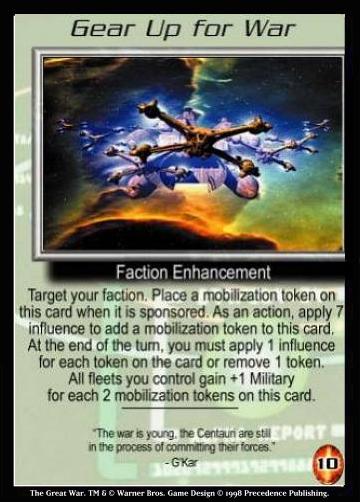 Gear Up for War
Faction Enhancement
Target your faction. Place a mobilization token on
this card when it is sponsored. As an action, apply 7
influence to add a mobilization token to this card.
At the end of the turn, you must apply 1 influence
for each token on the card or remove 1 token.
All fleets you control gain +1 Military
for each 2 mobilization tokens on this card.
"The war is young, the Centauri are still
in the process of committing their forces."
- G'Kar
10
The Great War. TM & © Warner Bros. Game Design © 1998 Precedence Publishing.